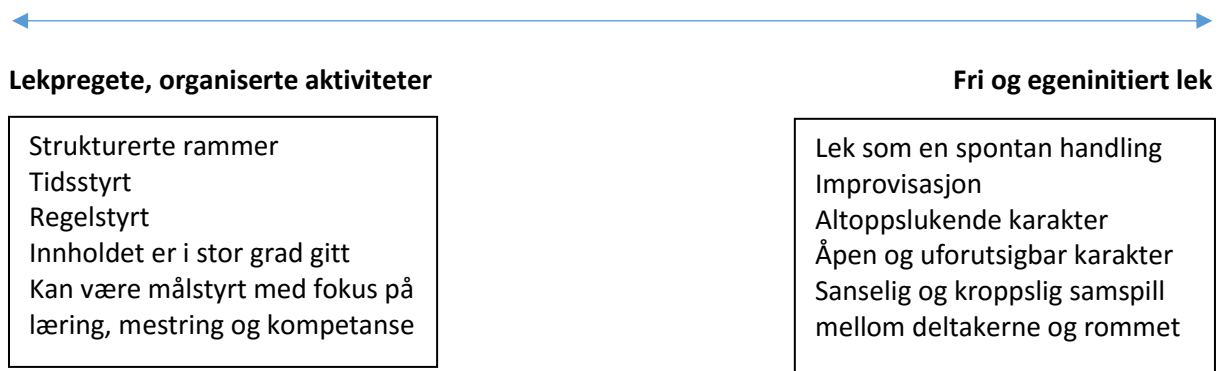 Lekpregete, organiserte aktiviteter
Fri og egeninitiert lek
Strukturerte rammer
Tidsstyrt
Regelstyrt
Innholdet er i stor grad gitt
Kan være målstyrt med fokus på
læring, mestring og kompetanse
Lek som en spontan handling
Improvisasjon
Altoppslukende karakter
Åpen og uforutsigbar karakter
Sanselig og kroppslig samspill
mellom deltakerne og rommet